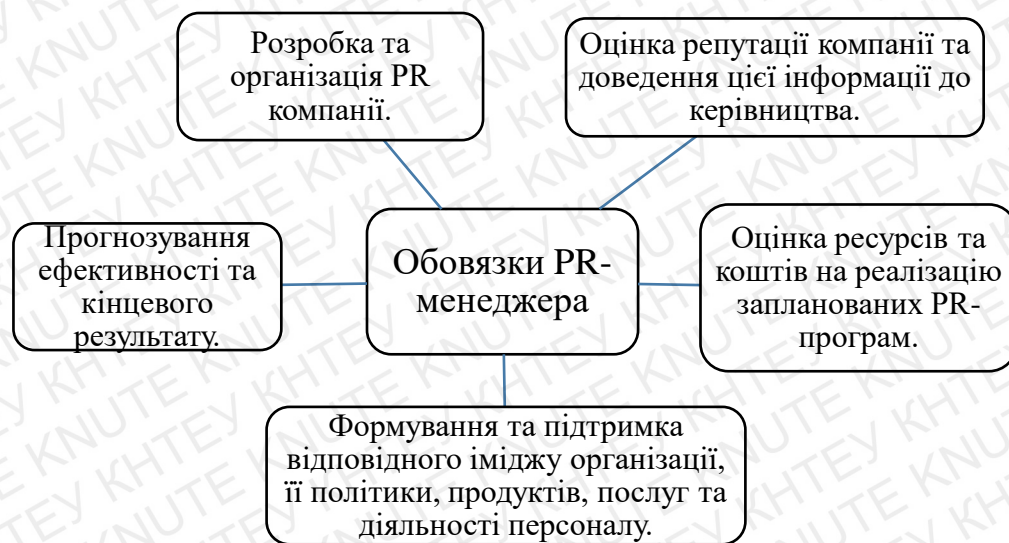 Розробка та
організація PR
компанії.
Оцінка репутації компанії та
доведення цієї інформації до
керівництва.
Прогнозування
ефективності та
кінцевого
результату.
Обовязки PR-
менеджера
Оцінка ресурсів та
коштів на реалізацію
запланованих PR-
програм.
Формування та підтримка
відповідного іміджу організації,
її політики, продуктів, послуг та
діяльності персоналу.